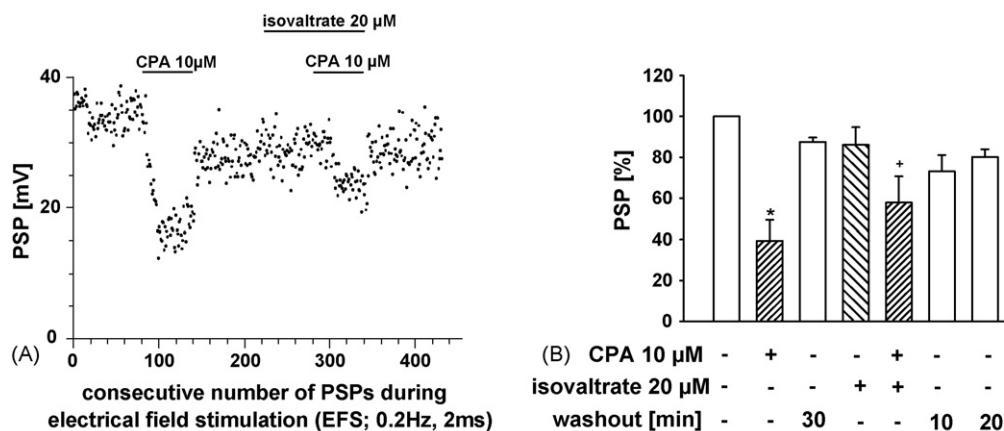 isovaltrate 20 µM
CPA 10µM
CPA 10 µM
40
20
0
PSP [mV]
0
100
200
300
400
(A)
consecutive number of PSPs during
electrical field stimulation (EFS; 0.2Hz, 2ms)
120
100
80
60
40
20
0
PSP [%]
*
+
(B)
CPA 10 µM - + - - + - -
isovaltrate 20 µM - - - + + - -
washout [min] - - 30 - - 10 20